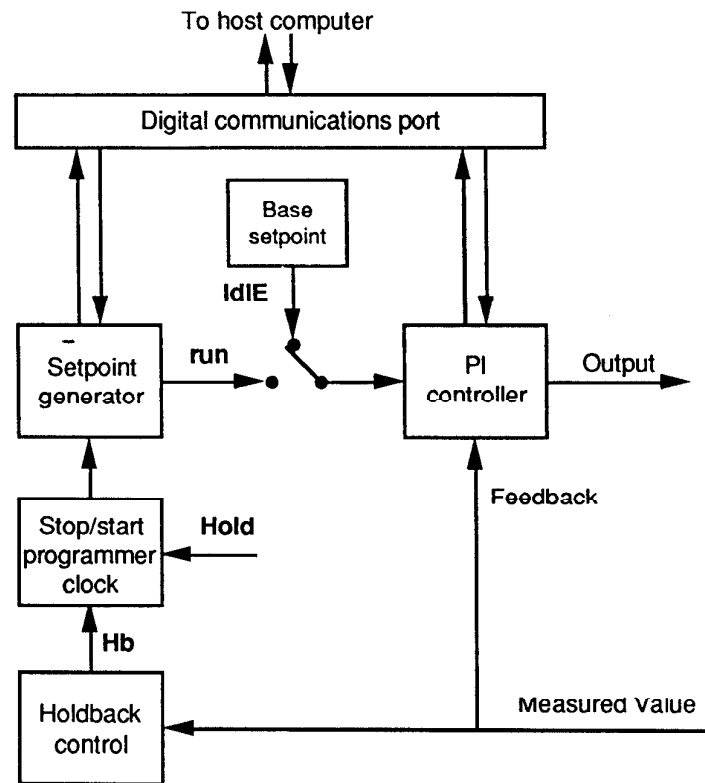 To host computer
Digital communications port
Base
setpoint
IdlE
Setpoint
generator
run
PI
controller
Output
Feedback
Stop/start
programmer
clock
Hold
Hb
Holdback
control
Measured Value